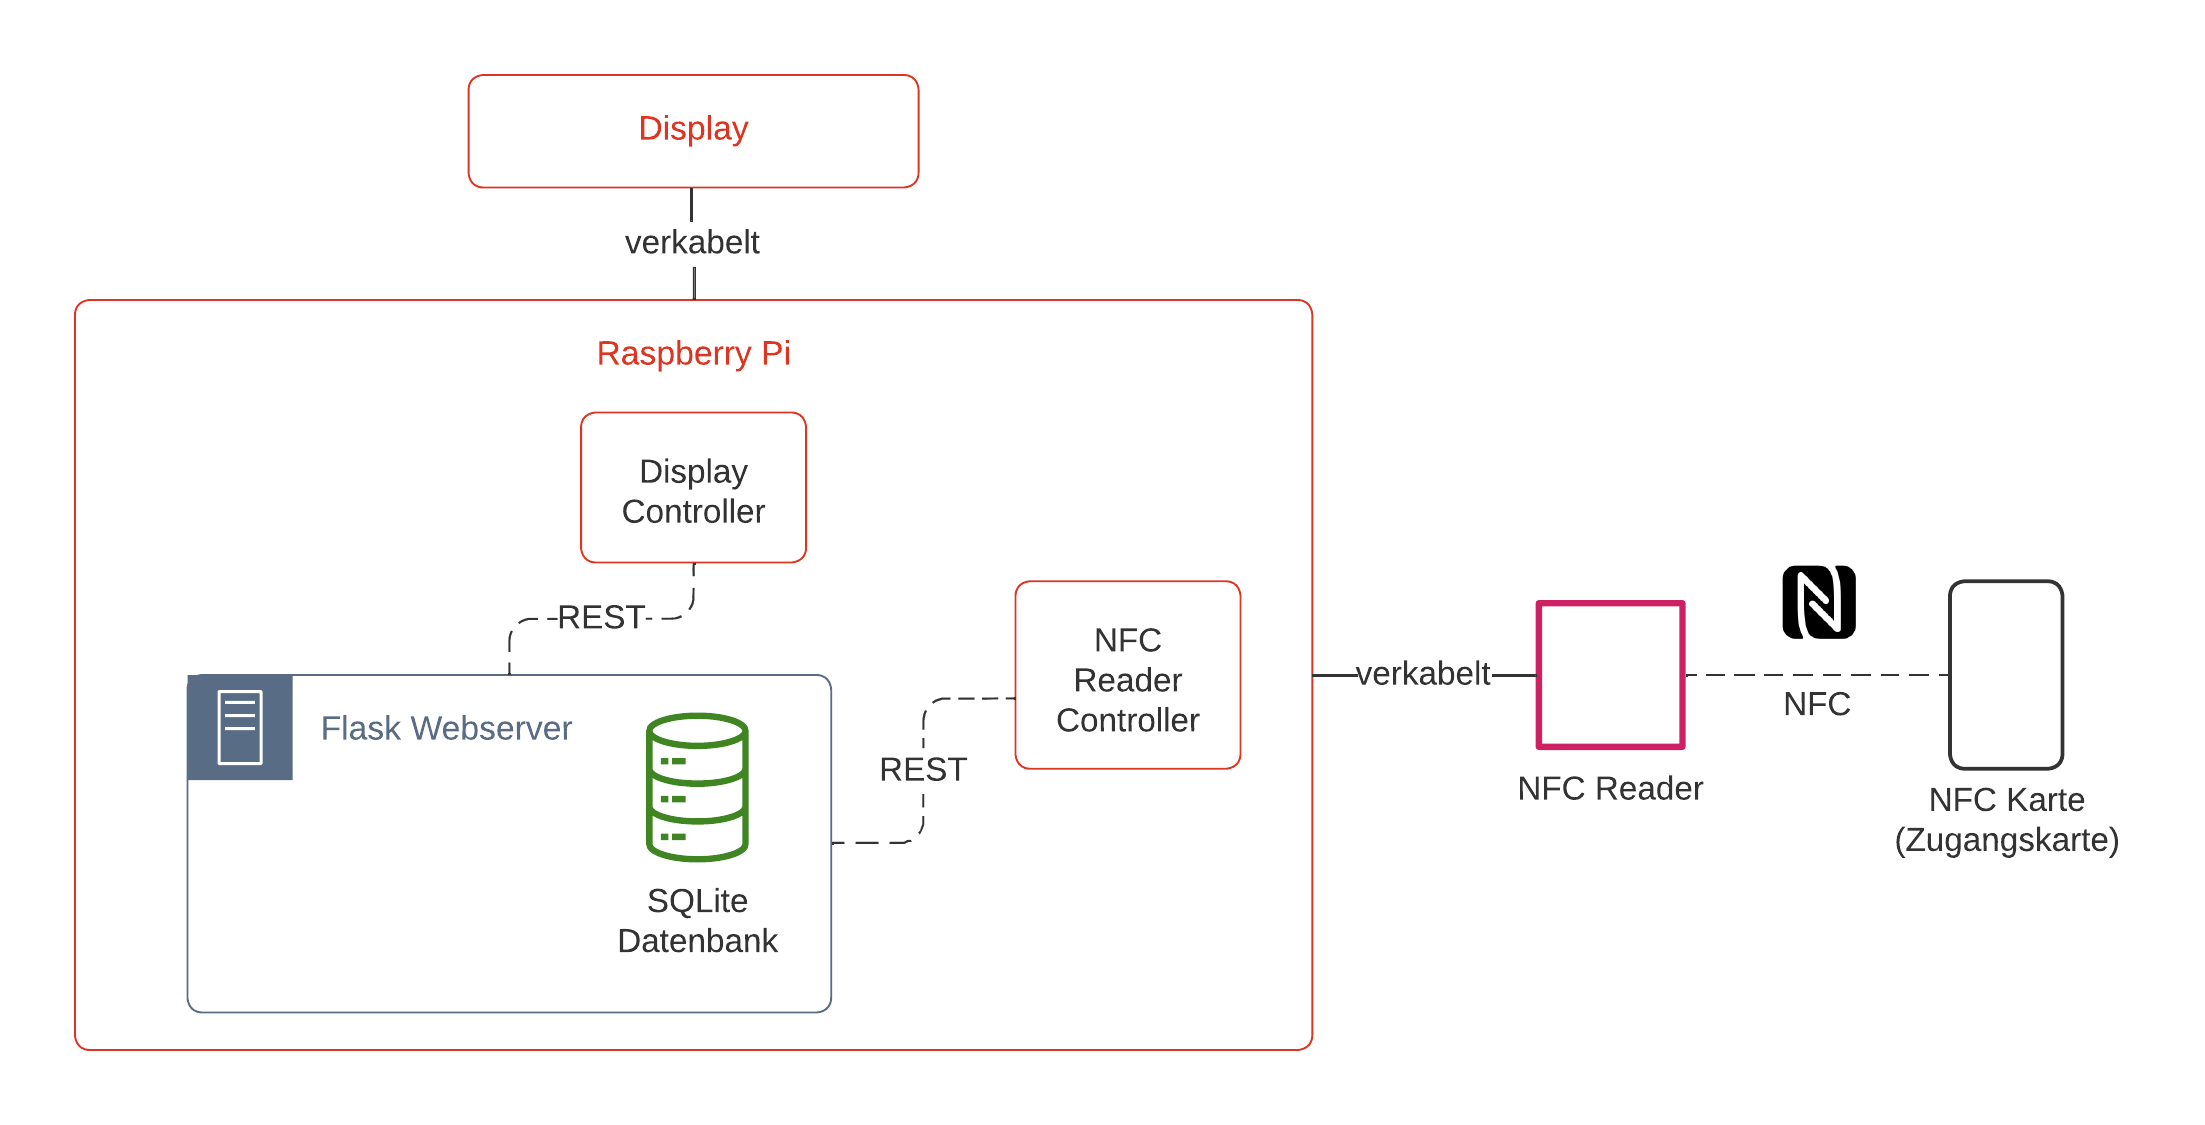 Display
verkabelt
Raspberry Pi
Display
Controller
REST
Flask Webserver
SQLite
Datenbank
REST
NFC
Reader
Controller
verkabelt
NFC Reader
NFC
NFC Karte
(Zugangskarte)